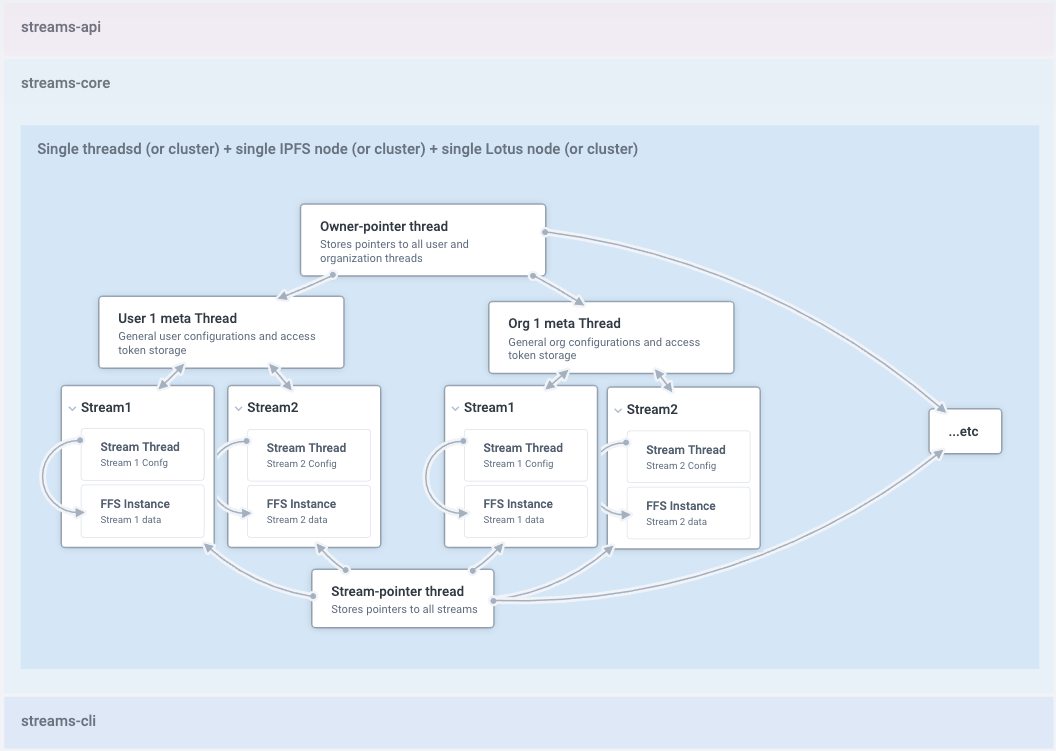 streams-api
streams-core
Single threadsd (or cluster) + single IPFS node (or cluster) + single Lotus node (or cluster)
Owner-pointer thread
Stores pointers to all user and
organization threads
User 1 meta Thread
General user configurations and access
token storage
Org 1 meta Thread
General org configurations and access
token storage
Stream1
Stream Thread
Stream 1 Confg
FFS Instance
Stream 1 data
Stream2
Stream Thread
Stream 2 Config
FFS Instance
Stream 2 data
Stream1
Stream Thread
Stream 1 Config
FFS Instance
Stream 1 data
Stream2
Stream Thread
Stream 2 Config
FFS Instance
Stream 2 data
...etc
Stream-pointer thread
Stores pointers to all streams
streams-cli